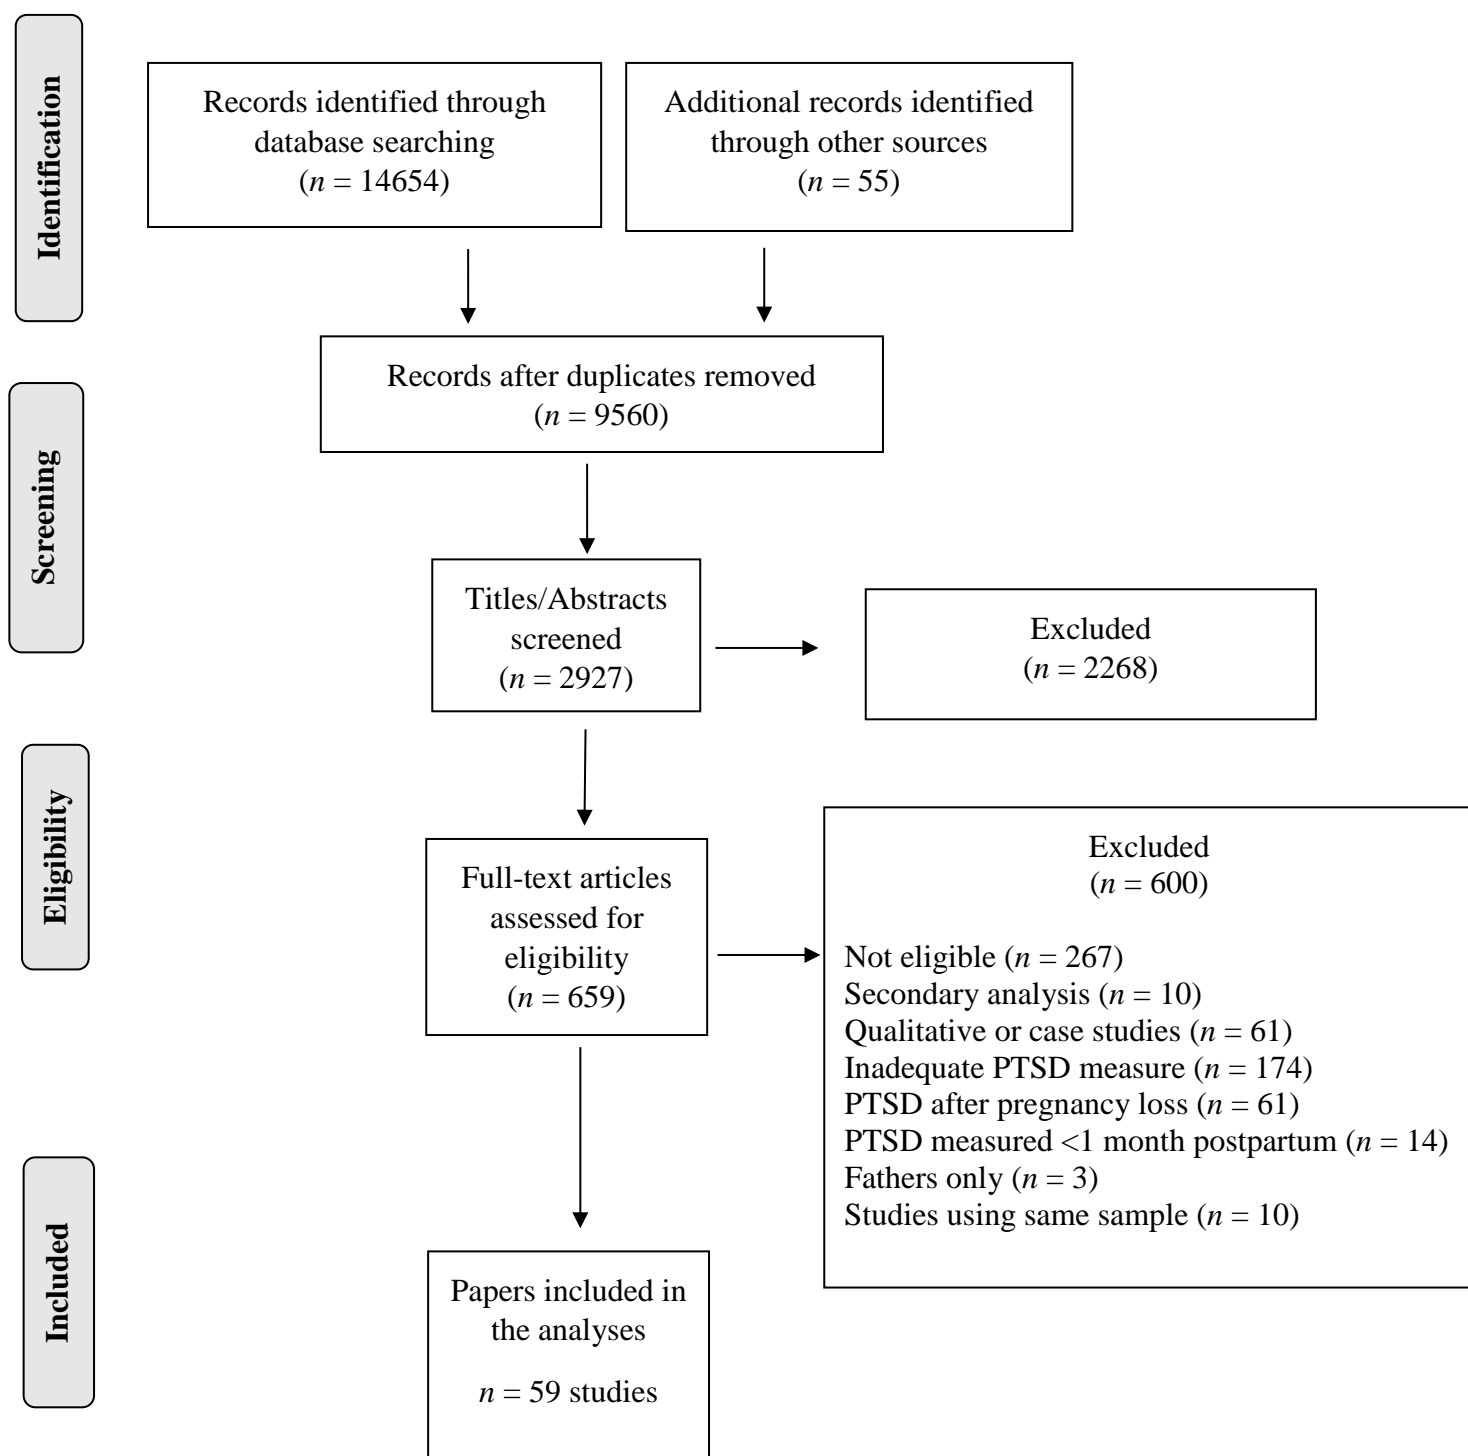 Identification
Records identified through
database searching
(n = 14654)
Additional records identified
through other sources
(n = 55)
Records after duplicates removed
(n = 9560)
Screening
Titles/Abstracts
screened
(n = 2927)
Excluded
(n = 2268)
Eligibility
Full-text articles
assessed for
eligibility
(n = 659)
Excluded
(n = 600)
Not eligible (n = 267)
Secondary analysis (n = 10)
Qualitative or case studies (n = 61)
Inadequate PTSD measure (n = 174)
PTSD after pregnancy loss (n = 61)
PTSD measured <1 month postpartum (n = 14)
Fathers only (n = 3)
Studies using same sample (n = 10)
Included
Papers included in
the analyses
n = 59 studies